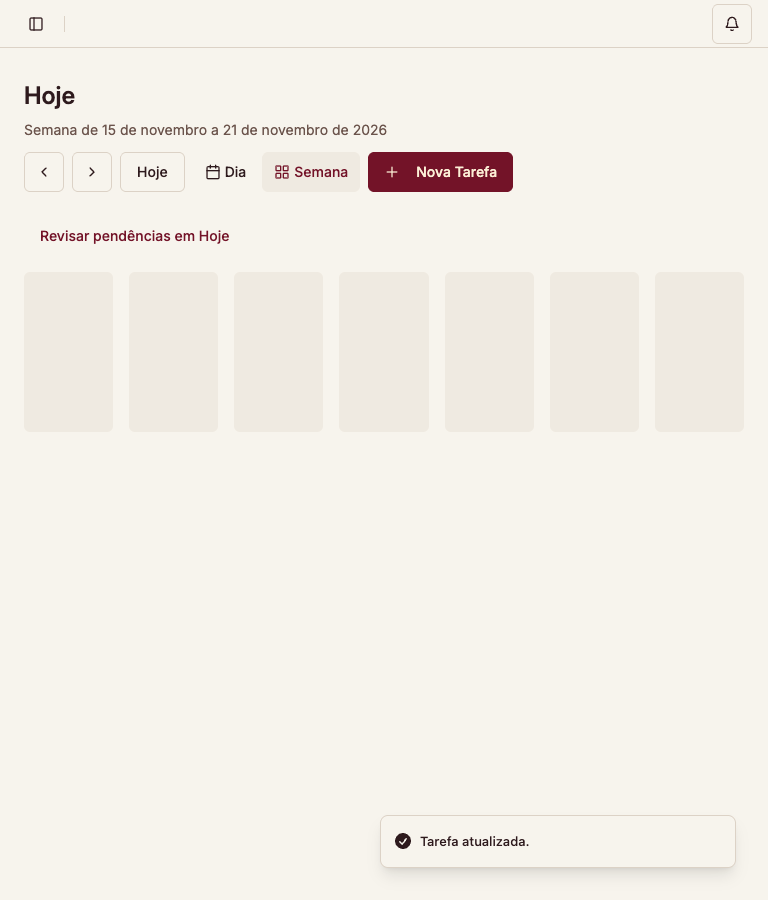 Hoje
Semana de 15 de novembro a 21 de novembro de 2026
Hoje Dia Semana Nova Tarefa
Revisar pendências em Hoje
Tarefa atualizada.